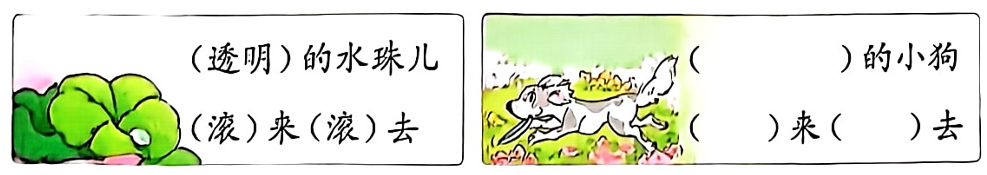 (透明)的水珠儿
(滚)来(滚)去
(    )的小狗
(    )来(    )去